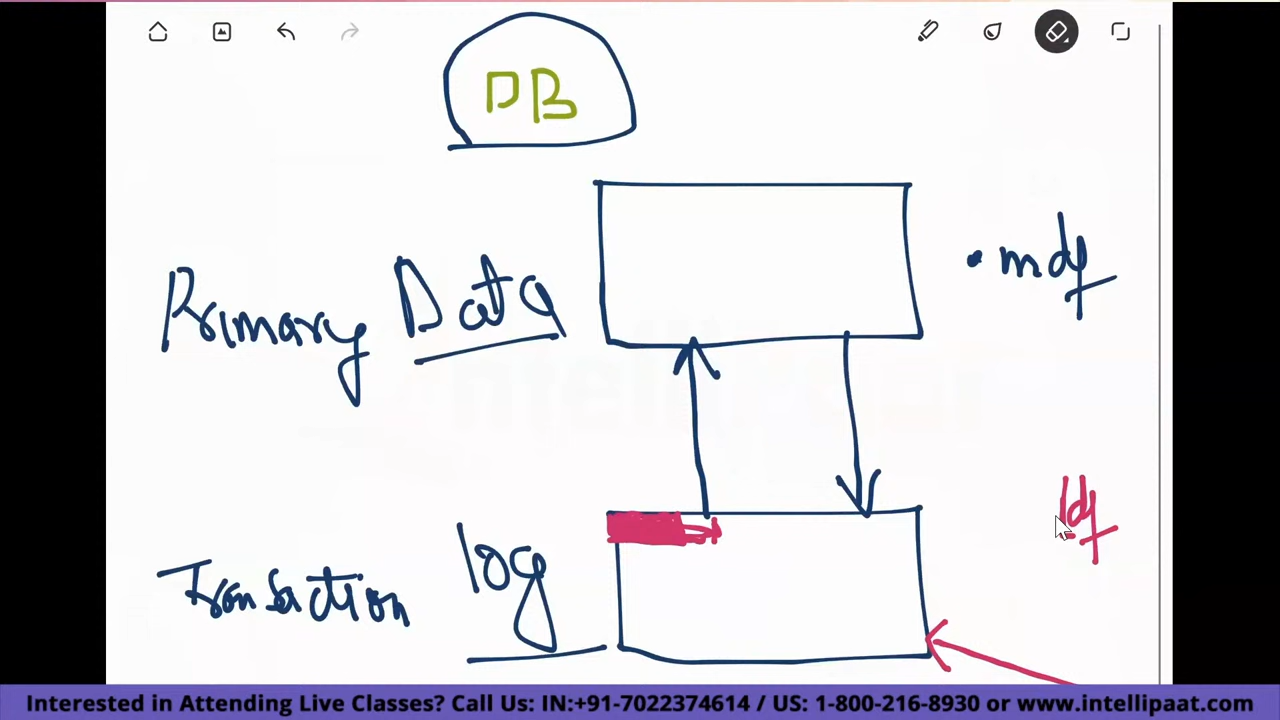 DB
Primary Data
.mdf
Transaction log
ldf
Interested in Attending Live Classes? Call Us: IN:+91-7022374614 / US: 1-800-216-8930 or www.intellipaat.com